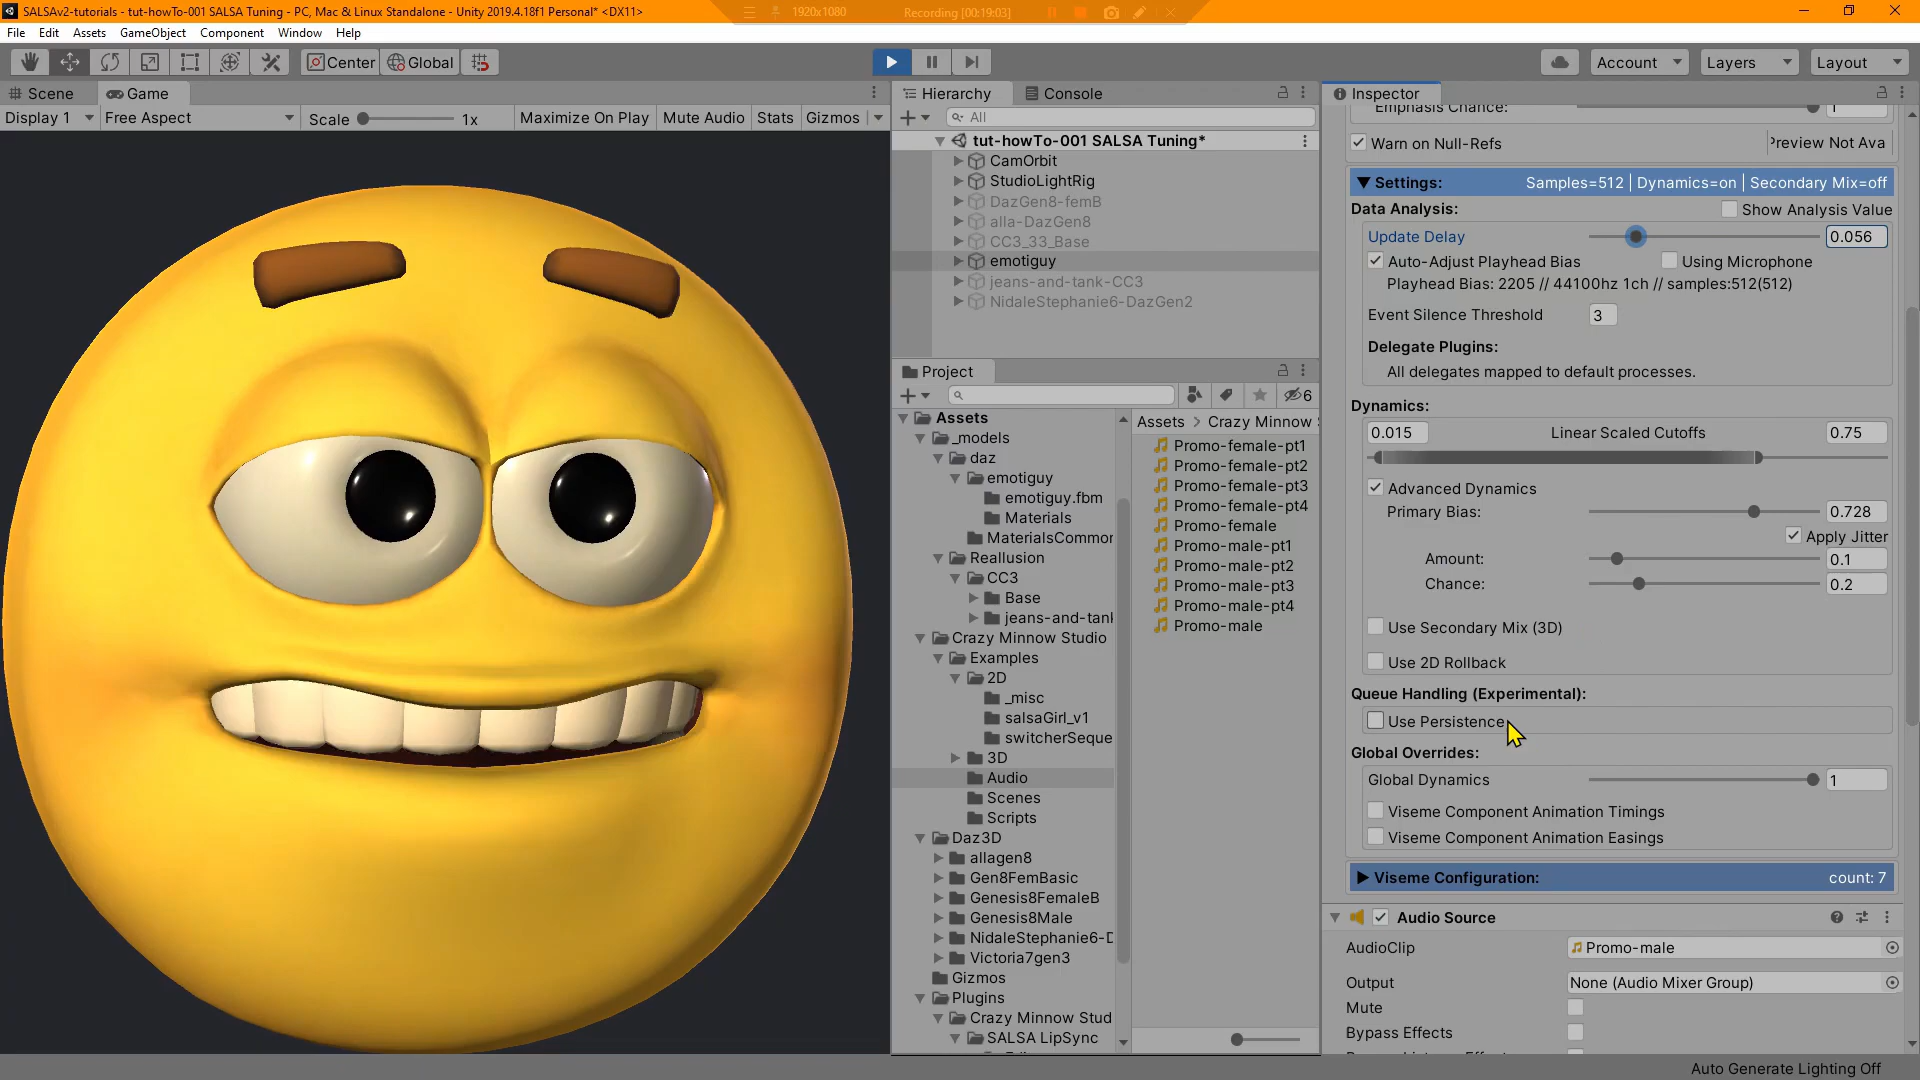 SALSAv2-tutorials - tut-howTo-001 SALSA Tuning - PC, Mac & Linux Standalone - Unity 2019.4.18f1 Personal* <DX11>
1920x1080
Recording [00:19:03]
File Edit Assets GameObject Component Window Help
Center
Global
Account
Layers
Layout
Scene
Game
Display 1
Free Aspect
Scale
1x
Maximize On Play
Mute Audio
Stats
Gizmos
Hierarchy
Console
All
tut-howTo-001 SALSA Tuning*
CamOrbit
StudioLightRig
DazGen8-femB
alla-DazGen8
CC3_33_Base
emotiguy
jeans-and-tank-CC3
NidaleStephanie6-DazGen2
Project
6
Assets
_models
daz
emotiguy
emotiguy.fbm
Materials
MaterialsCommor
Reallusion
CC3
Base
jeans-and-tank
Crazy Minnow Studio
Examples
2D
_misc
salsaGirl_v1
switcherSeque
3D
Audio
Scenes
Scripts
Daz3D
allagen8
Gen8FemBasic
Genesis8FemaleB
Genesis8Male
NidaleStephanie6-D
Victoria7gen3
Gizmos
Plugins
Crazy Minnow Stud
SALSA LipSync
Assets > Crazy Minnow
Promo-female-pt1
Promo-female-pt2
Promo-female-pt3
Promo-female-pt4
Promo-female
Promo-male-pt1
Promo-male-pt2
Promo-male-pt3
Promo-male-pt4
Promo-male
Inspector
Emphasis Chance:
1
Warn on Null-Refs
Preview Not Ava
Settings:
Samples=512 | Dynamics=on | Secondary Mix=off
Data Analysis:
Show Analysis Value
Update Delay
0.056
Auto-Adjust Playhead Bias
Using Microphone
Playhead Bias: 2205 // 44100hz 1ch // samples:512(512)
Event Silence Threshold
3
Delegate Plugins:
All delegates mapped to default processes.
Dynamics:
0.015
Linear Scaled Cutoffs
0.75
Advanced Dynamics
Primary Bias:
0.728
Apply Jitter
Amount:
0.1
Chance:
0.2
Use Secondary Mix (3D)
Use 2D Rollback
Queue Handling (Experimental):
Use Persistence
Global Overrides:
Global Dynamics
1
Viseme Component Animation Timings
Viseme Component Animation Easings
Viseme Configuration:
count: 7
Audio Source
AudioClip
Promo-male
Output
None (Audio Mixer Group)
Mute
Bypass Effects
Auto Generate Lighting Off